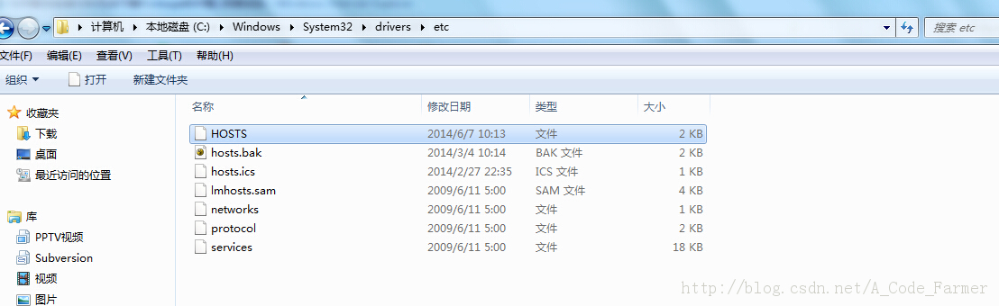 计算机 本地磁盘 (C:) Windows System32 drivers etc 搜索 etc
文件(F) 编辑(E) 查看(V) 工具(T) 帮助(H)
组织 打开 新建文件夹
收藏夹
下载
桌面
最近访问的位置
库
PPTV视频
Subversion
视频
图片
名称 修改日期 类型 大小
HOSTS 2014/6/7 10:13 文件 2 KB
hosts.bak 2014/3/4 10:14 BAK 文件 2 KB
hosts.ics 2014/2/27 22:35 ICS 文件 1 KB
lmhosts.sam 2009/6/11 5:00 SAM 文件 4 KB
networks 2009/6/11 5:00 文件 1 KB
protocol 2009/6/11 5:00 文件 2 KB
services 2009/6/11 5:00 文件 18 KB
http://blog.csdn.net/A_Code_Farmer